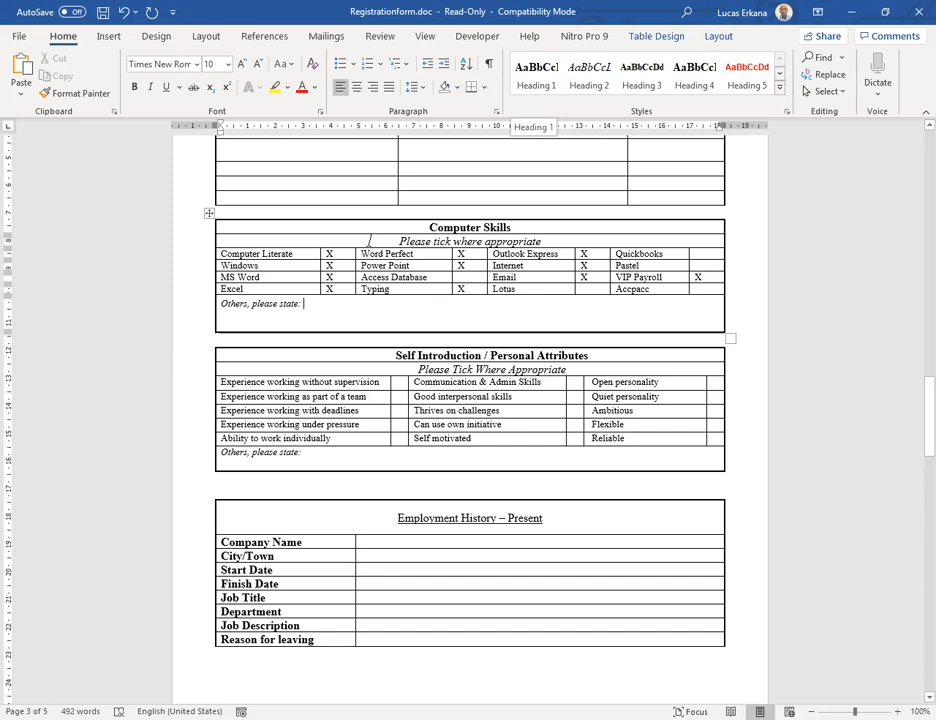 AutoSave Off Registrationform.doc - Read-Only - Compatibility Mode Lucas Erkana
File Home Insert Design Layout References Mailings Review View Developer Help Nitro Pro 9 Table Design Layout Share Comments
Paste Cut Copy Format Painter
Times New Rom 10
AaBbCc Heading 1 AaBbCcL Heading 2 AaBbCcDd Heading 3 AaBbCcl Heading 4 AaBbCcDd Heading 5
Find Replace Select Dictate
Clipboard Font Paragraph Styles Editing Voice
Heading 1
Computer Skills
Please tick where appropriate
Computer Literate X Word Perfect X Outlook Express X Quickbooks
Windows X Power Point X Internet X Pastel
MS Word X Access Database Email X VIP Payroll X
Excel X Typing X Lotus Accpacc
Others, please state:
Self Introduction / Personal Attributes
Please Tick Where Appropriate
Experience working without supervision Communication & Admin Skills Open personality
Experience working as part of a team Good interpersonal skills Quiet personality
Experience working with deadlines Thrives on challenges Ambitious
Experience working under pressure Can use own initiative Flexible
Ability to work individually Self motivated Reliable
Others, please state:
Employment History – Present
Company Name
City/Town
Start Date
Finish Date
Job Title
Department
Job Description
Reason for leaving
Page 3 of 5 492 words English (United States) Focus 100%